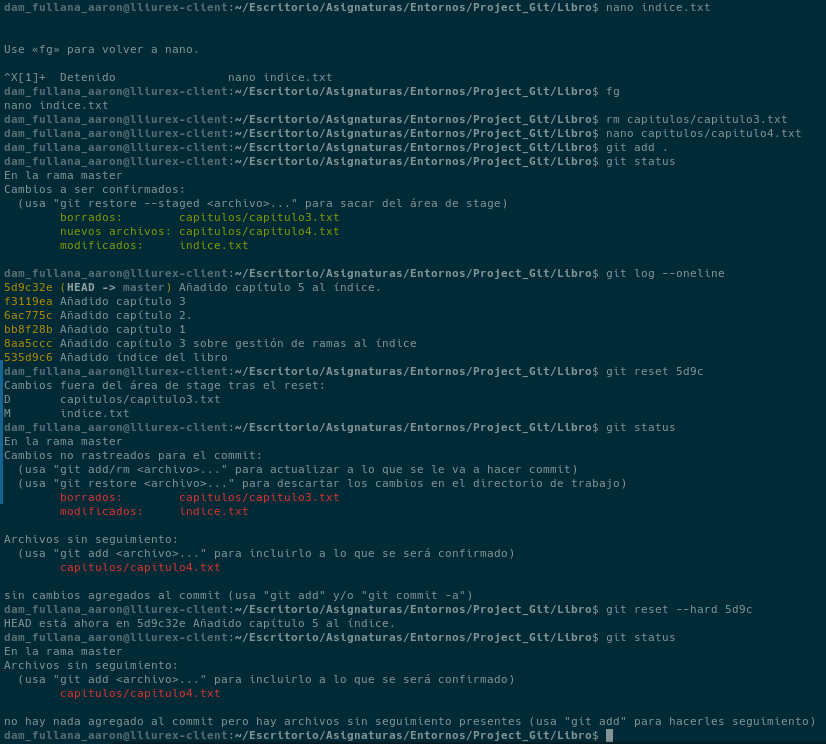 dam_fullana_aaron@lliurex-client:~/Escritorio/Asignaturas/Entornos/Project_Git/Libro$ nano indice.txt
Use «fg» para volver a nano.
^X[1]+  Detenido               nano indice.txt
dam_fullana_aaron@lliurex-client:~/Escritorio/Asignaturas/Entornos/Project_Git/Libro$ fg
nano indice.txt
dam_fullana_aaron@lliurex-client:~/Escritorio/Asignaturas/Entornos/Project_Git/Libro$ rm capitulos/capitulo3.txt
dam_fullana_aaron@lliurex-client:~/Escritorio/Asignaturas/Entornos/Project_Git/Libro$ nano capitulos/capitulo4.txt
dam_fullana_aaron@lliurex-client:~/Escritorio/Asignaturas/Entornos/Project_Git/Libro$ git add .
dam_fullana_aaron@lliurex-client:~/Escritorio/Asignaturas/Entornos/Project_Git/Libro$ git status
En la rama master
Cambios a ser confirmados:
  (usa "git restore --staged <archivo>..." para sacar del área de stage)
        borrados:        capitulos/capitulo3.txt
        nuevos archivos: capitulos/capitulo4.txt
        modificados:     indice.txt
dam_fullana_aaron@lliurex-client:~/Escritorio/Asignaturas/Entornos/Project_Git/Libro$ git log --oneline
5d9c32e (HEAD -> master) Añadido capítulo 5 al índice.
f3119ea Añadido capítulo 3
6ac775c Añadido capítulo 2.
bb8f28b Añadido capítulo 1
8aa5ccc Añadido capítulo 3 sobre gestión de ramas al índice
535d9c6 Añadido índice del libro
dam_fullana_aaron@lliurex-client:~/Escritorio/Asignaturas/Entornos/Project_Git/Libro$ git reset 5d9c
Cambios fuera del área de stage tras el reset:
D       capitulos/capitulo3.txt
M       indice.txt
dam_fullana_aaron@lliurex-client:~/Escritorio/Asignaturas/Entornos/Project_Git/Libro$ git status
En la rama master
Cambios no rastreados para el commit:
  (usa "git add/rm <archivo>..." para actualizar a lo que se le va a hacer commit)
  (usa "git restore <archivo>..." para descartar los cambios en el directorio de trabajo)
        borrados:        capitulos/capitulo3.txt
        modificados:     indice.txt
Archivos sin seguimiento:
  (usa "git add <archivo>..." para incluirlo a lo que se será confirmado)
        capitulos/capitulo4.txt
sin cambios agregados al commit (usa "git add" y/o "git commit -a")
dam_fullana_aaron@lliurex-client:~/Escritorio/Asignaturas/Entornos/Project_Git/Libro$ git reset --hard 5d9c
HEAD está ahora en 5d9c32e Añadido capítulo 5 al índice.
dam_fullana_aaron@lliurex-client:~/Escritorio/Asignaturas/Entornos/Project_Git/Libro$ git status
En la rama master
Archivos sin seguimiento:
  (usa "git add <archivo>..." para incluirlo a lo que se será confirmado)
        capitulos/capitulo4.txt
no hay nada agregado al commit pero hay archivos sin seguimiento presentes (usa "git add" para hacerles seguimiento)
dam_fullana_aaron@lliurex-client:~/Escritorio/Asignaturas/Entornos/Project_Git/Libro$